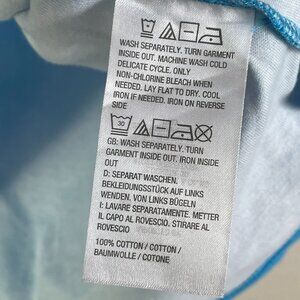 WASH SEPARATELY. TURN GARMENT
INSIDE OUT. MACHINE WASH COLD
DELICATE CYCLE. ONLY
NON-CHLORINE BLEACH WHEN
NEEDED. LAY FLAT TO DRY. COOL
IRON IF NEEDED. IRON ON REVERSE
SIDE
30
GB: WASH SEPARATELY. TURN
GARMENT INSIDE OUT. IRON INSIDE
OUT
D: SEPARAT WASCHEN.
BEKLEIDUNGSSTÜCK AUF LINKS
WENDEN. VON LINKS BÜGELN
I: LAVARE SEPARATAMENTE. METTERE
IL CAPO AL ROVESCIO. STIRARE AL
ROVESCIO
100% COTTON / COTTON /
BAUMWOLLE / COTONE